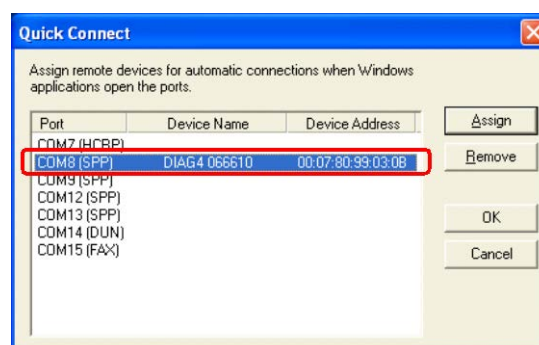 Quick Connect
Assign remote devices for automatic connections when Windows
applications open the ports.
Port Device Name Device Address
COM7 (HCRP)
COM8 (SPP) DIAG4 066610 00:07:80:99:03:0B
COM9 (SPP)
COM12 (SPP)
COM13 (SPP)
COM14 (DUN)
COM15 (FAX)
Assign
Remove
OK
Cancel